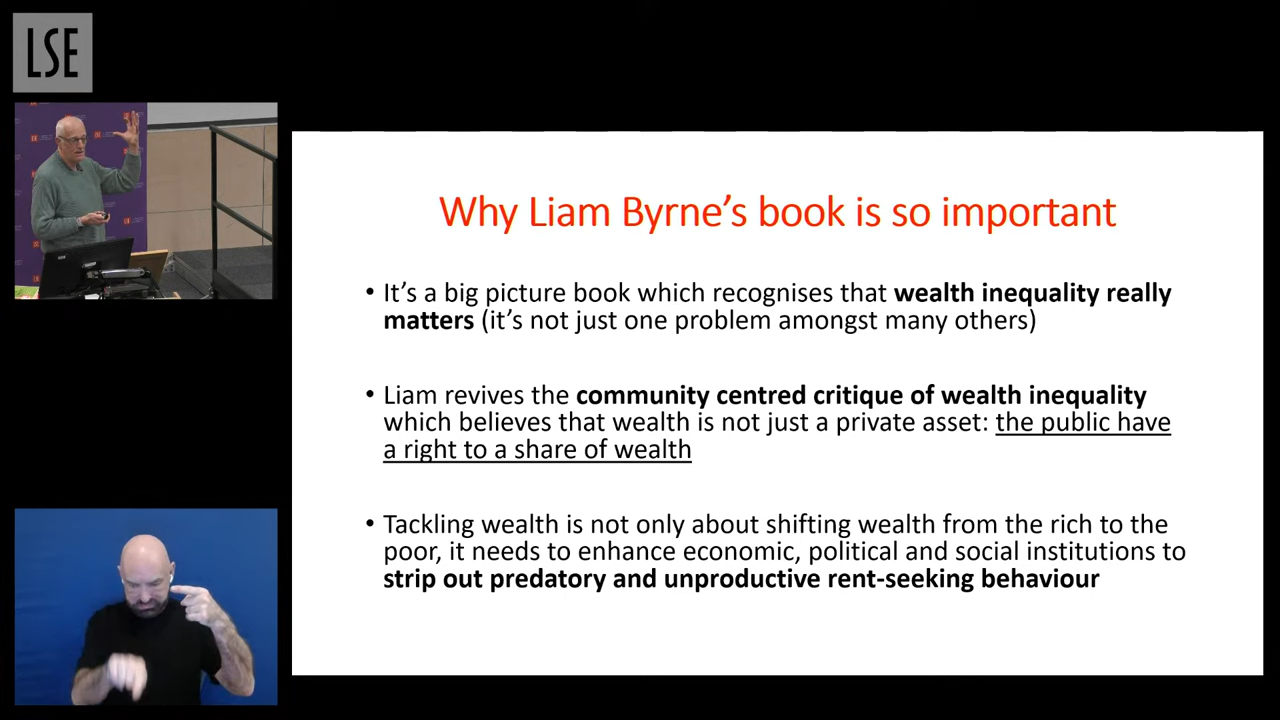 LSE
Why Liam Byrne’s book is so important
• It’s a big picture book which recognises that wealth inequality really
matters (it’s not just one problem amongst many others)
• Liam revives the community centred critique of wealth inequality
which believes that wealth is not just a private asset: the public have
a right to a share of wealth
• Tackling wealth is not only about shifting wealth from the rich to the
poor, it needs to enhance economic, political and social institutions to
strip out predatory and unproductive rent-seeking behaviour